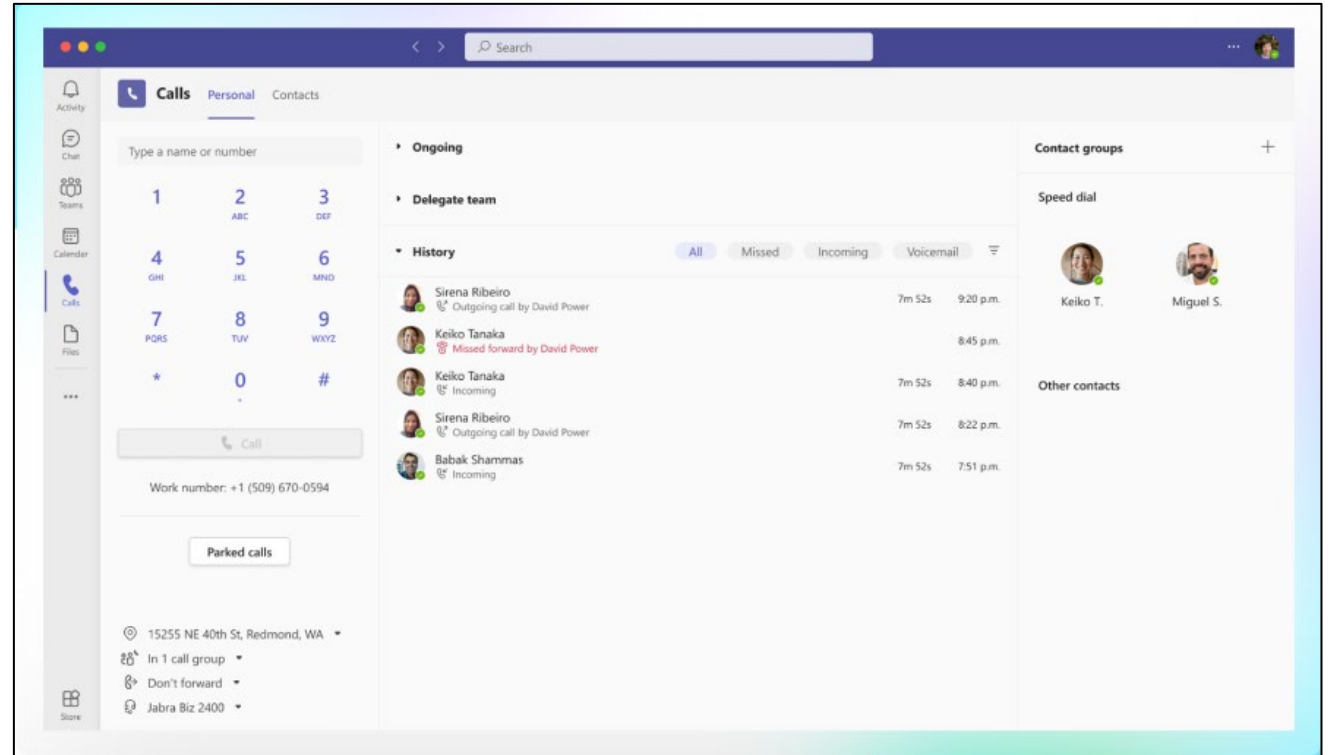 Search
...
Activity
Chat
Teams
Calender
Calls
Files
...
Store
Calls Personal Contacts
Type a name or number
1 2 3
ABC DEF
4 5 6
GHI JKL MNO
7 8 9
PQRS TUV WXYZ
* 0 #
Call
Work number: +1 (509) 670-0594
Parked calls
15255 NE 40th St, Redmond, WA
In 1 call group
Don't forward
Jabra Biz 2400
Ongoing
Delegate team
History All Missed Incoming Voicemail
Sirena Ribeiro
Outgoing call by David Power 7m 52s 9:20 p.m.
Keiko Tanaka
Missed forward by David Power 8:45 p.m.
Keiko Tanaka
Incoming 7m 52s 8:40 p.m.
Sirena Ribeiro
Outgoing call by David Power 7m 52s 8:22 p.m.
Babak Shammas
Incoming 7m 52s 7:51 p.m.
Contact groups +
Speed dial
Keiko T. Miguel S.
Other contacts